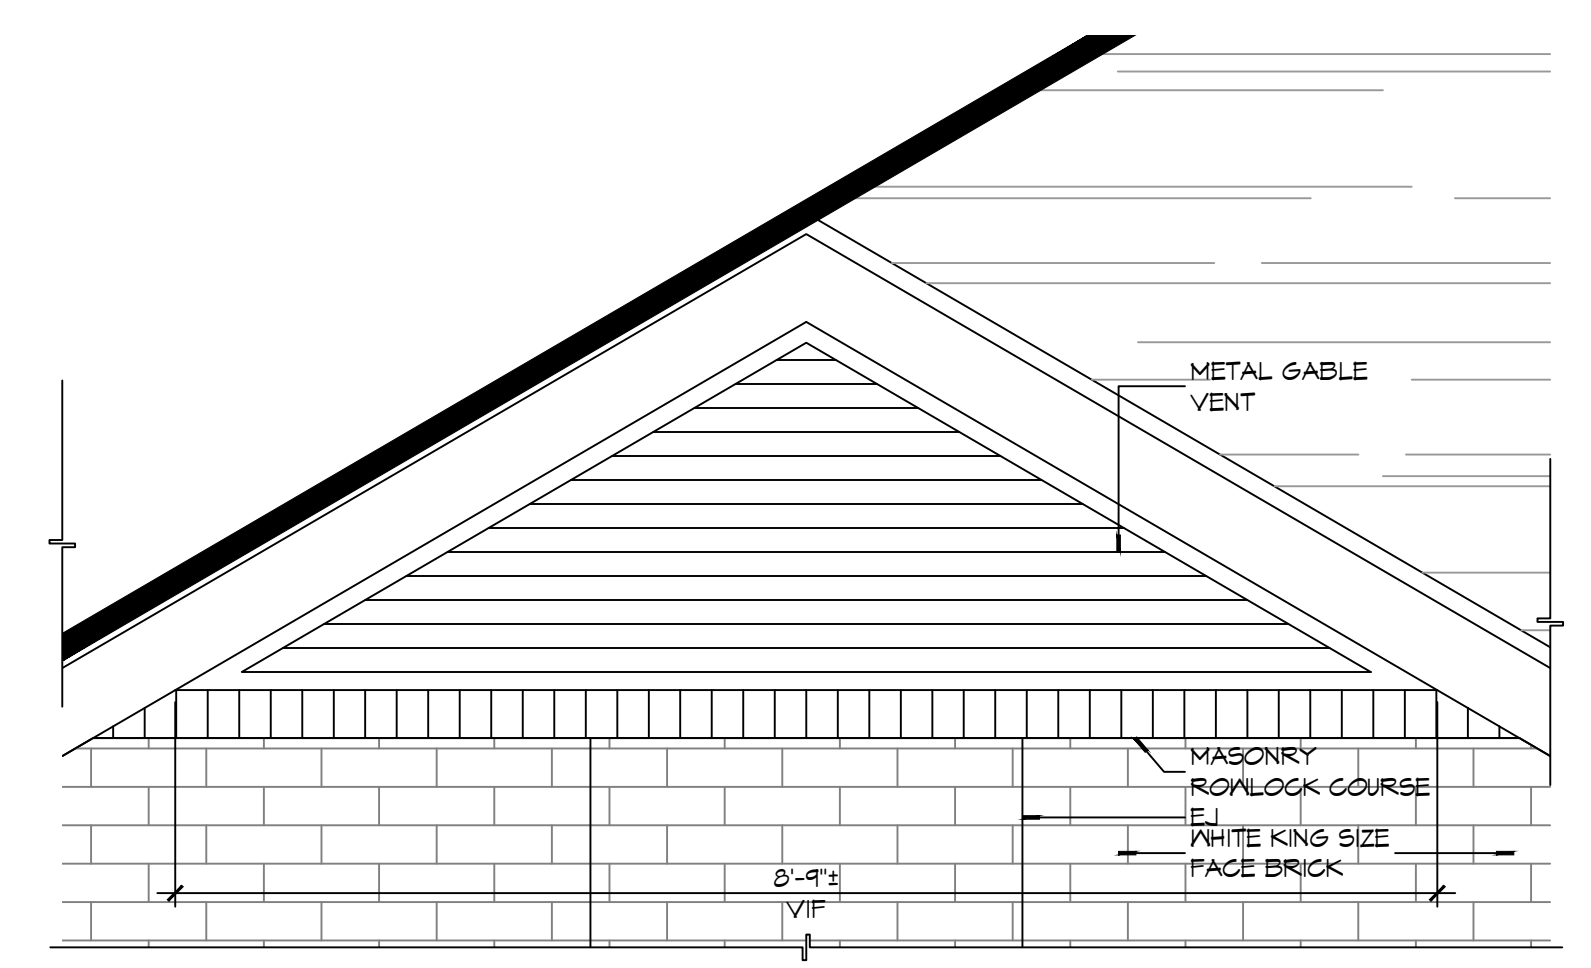 METAL GABLE
VENT
MASONRY
ROWLOCK COURSE
EJ
WHITE KING SIZE
FACE BRICK
8'-9"±
VIF